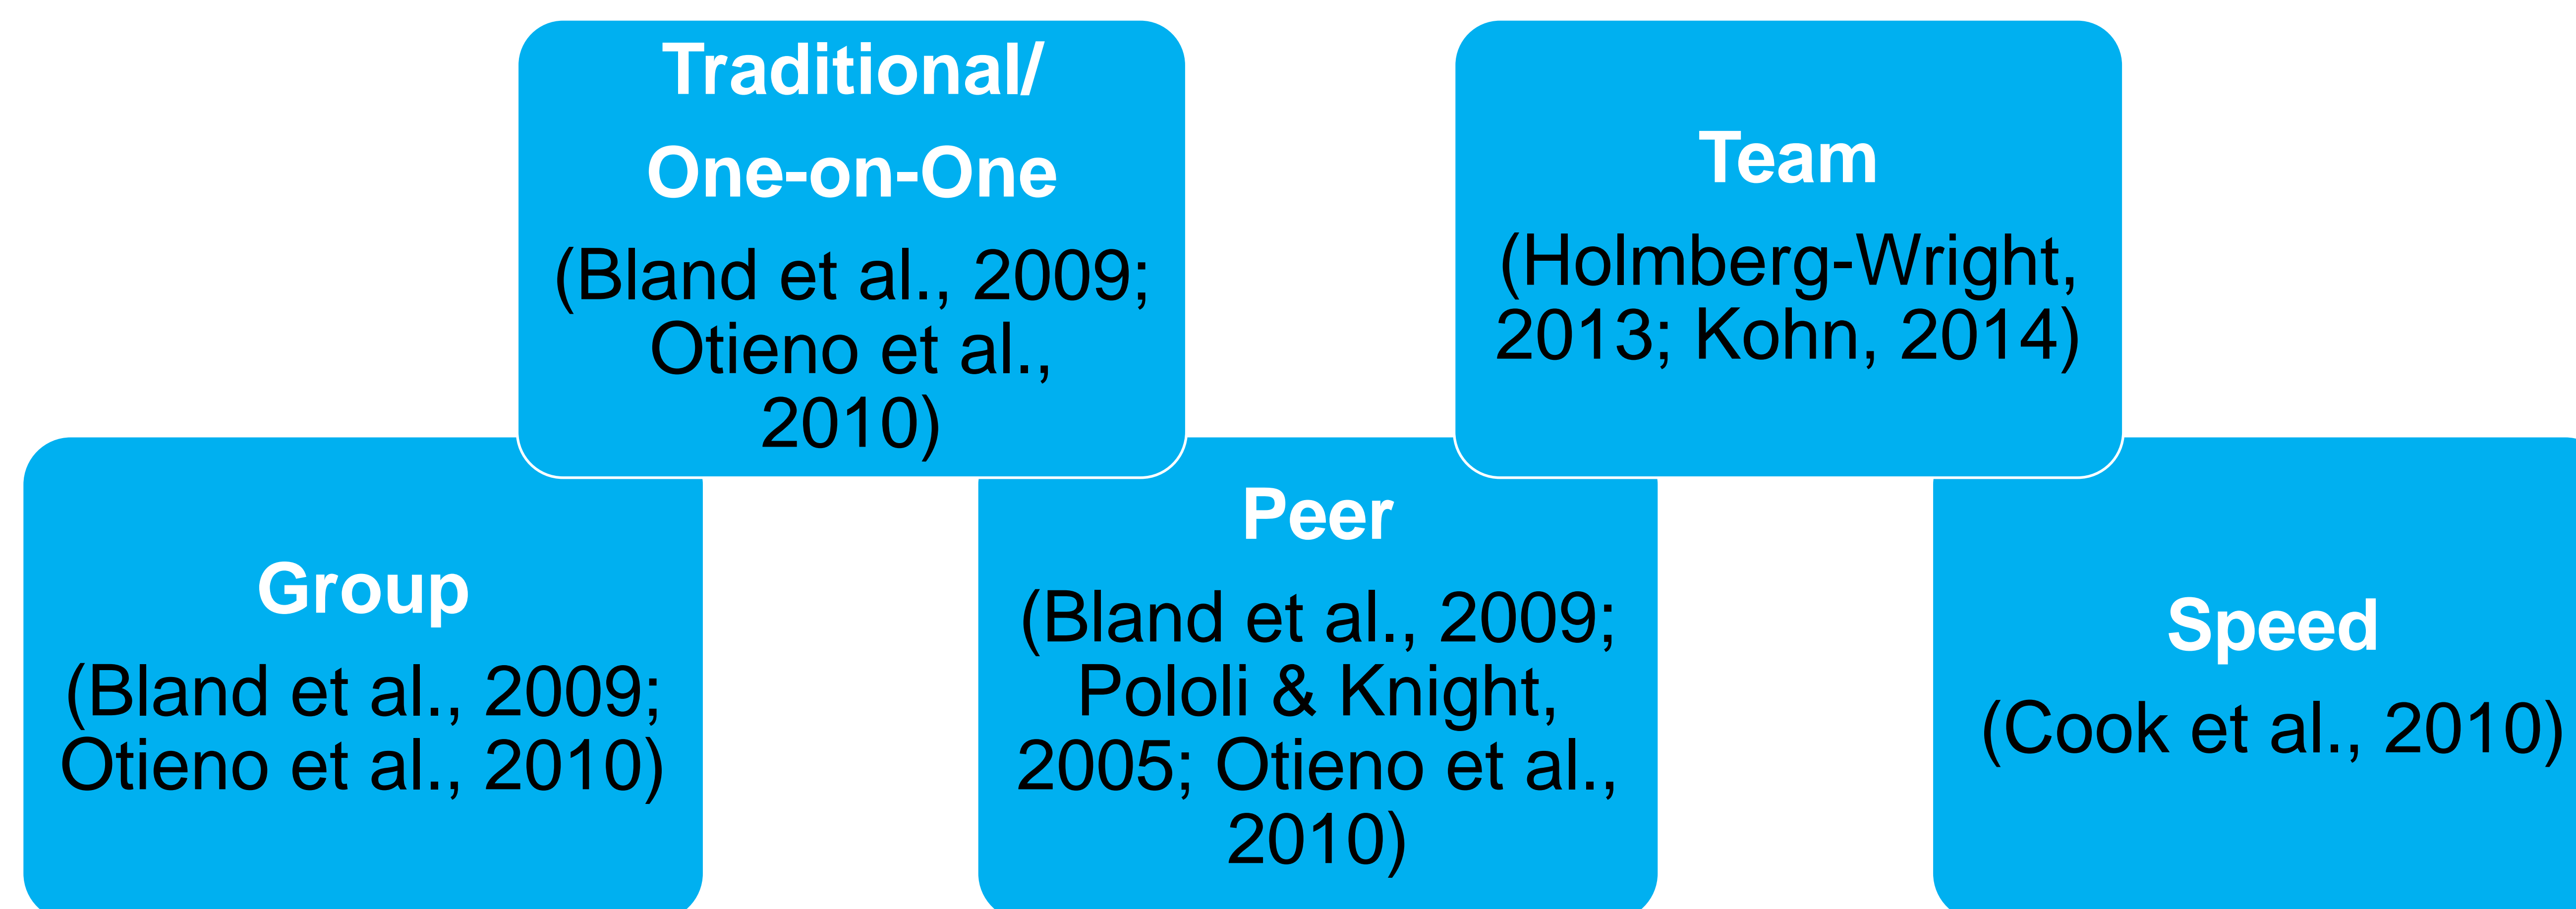 Traditional/
One-on-One
(Bland et al., 2009;
Otieno et al.,
2010)
Team
(Holmberg-Wright,
2013; Kohn, 2014)
Group
(Bland et al., 2009;
Otieno et al., 2010)
Peer
(Bland et al., 2009;
Pololi & Knight,
2005; Otieno et al.,
2010)
Speed
(Cook et al., 2010)